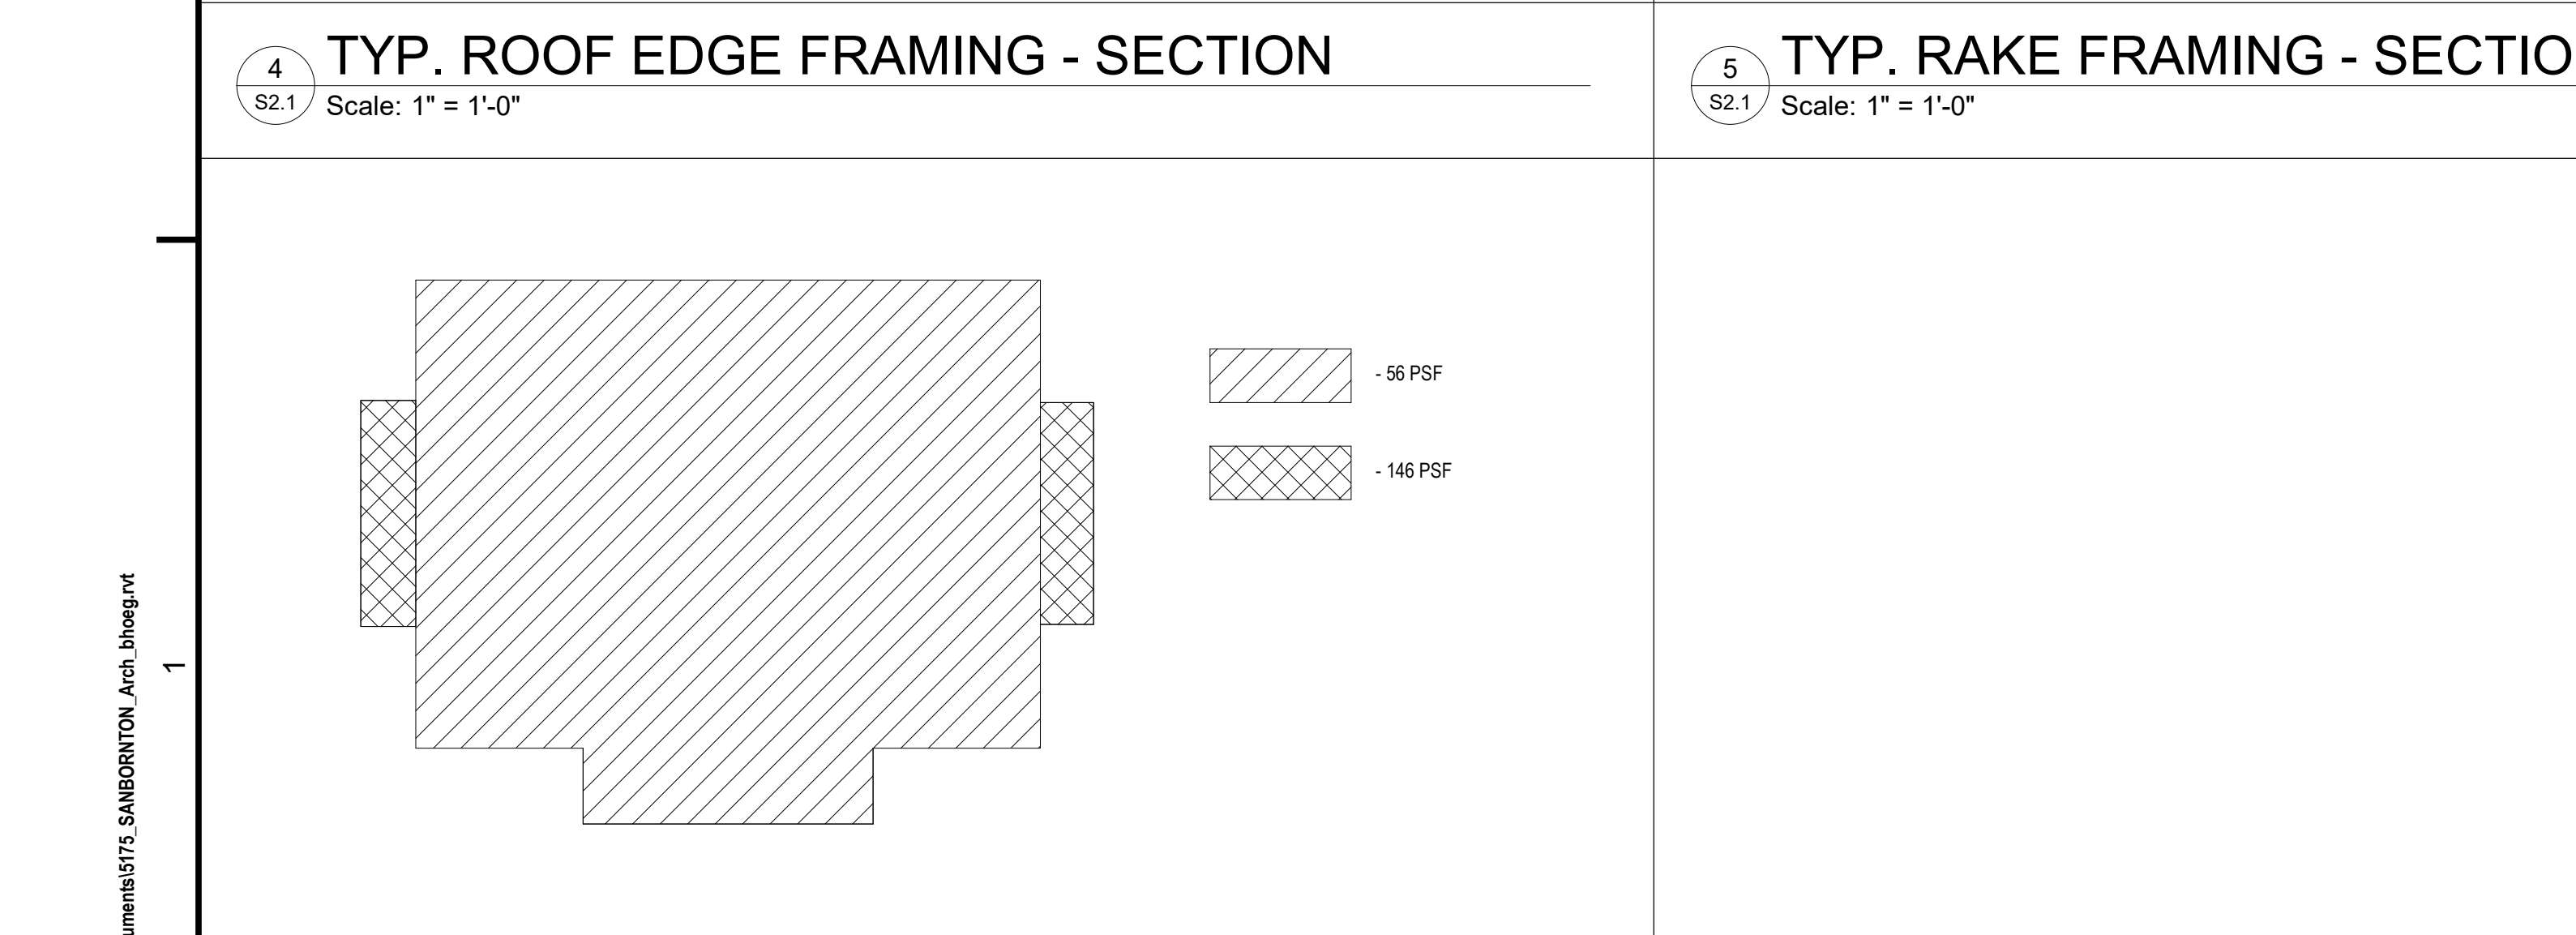 4
S2.1
TYP. ROOF EDGE FRAMING - SECTION
Scale: 1" = 1'-0"
5
S2.1
TYP. RAKE FRAMING - SECTIO
Scale: 1" = 1'-0"
- 56 PSF
- 146 PSF
1
uments\5175_SANBORNTON_Arch_bhoeg.rvt